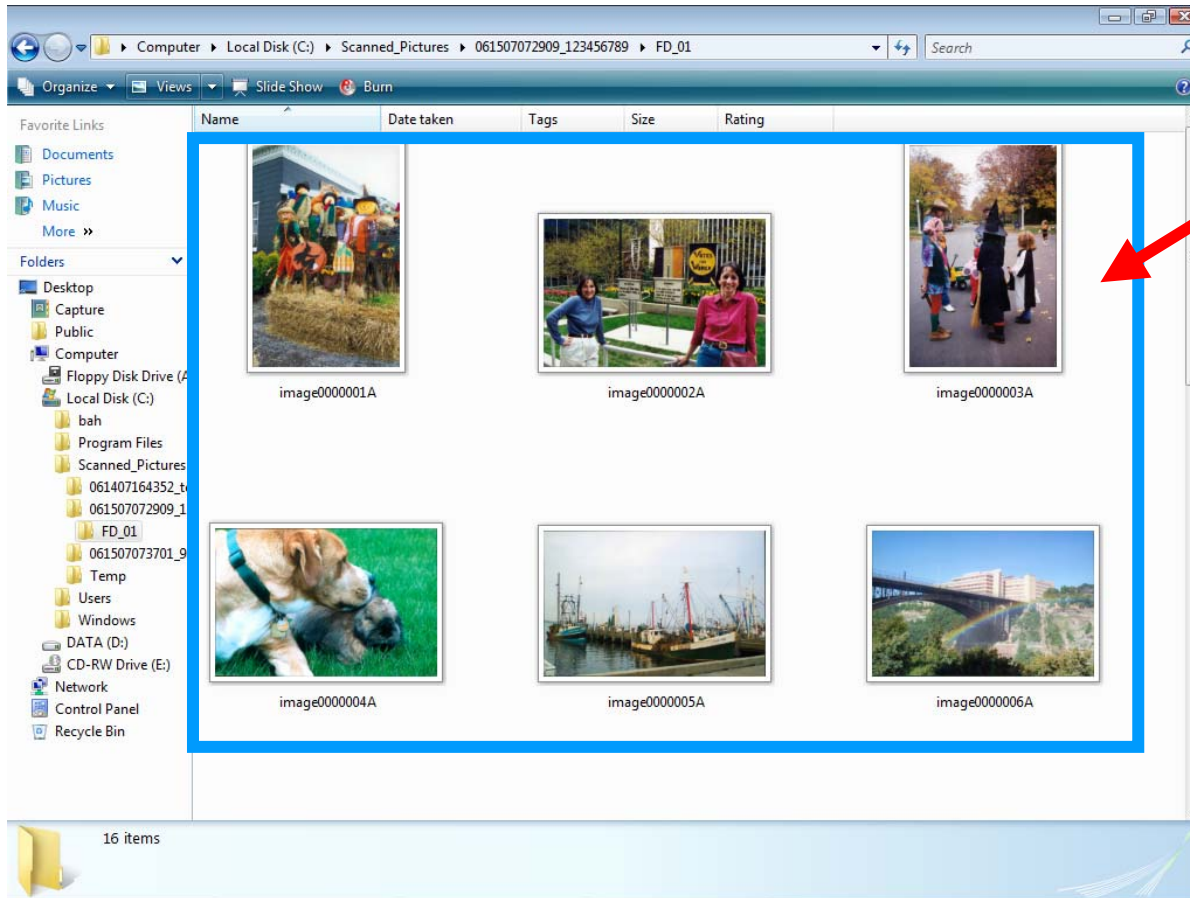 Computer ▸ Local Disk (C:) ▸ Scanned_Pictures ▸ 061507072909_123456789 ▸ FD_01
Search
Organize Views Slide Show Burn
Favorite Links
Documents
Pictures
Music
More »
Folders
Desktop
Capture
Public
Computer
Floppy Disk Drive (A
Local Disk (C:)
bah
Program Files
Scanned_Pictures
061407164352_t
061507072909_1
FD_01
061507073701_9
Temp
Users
Windows
DATA (D:)
CD-RW Drive (E:)
Network
Control Panel
Recycle Bin
Name Date taken Tags Size Rating
VOTES
FOR
WOMEN
image0000001A image0000002A image0000003A
image0000004A image0000005A image0000006A
16 items